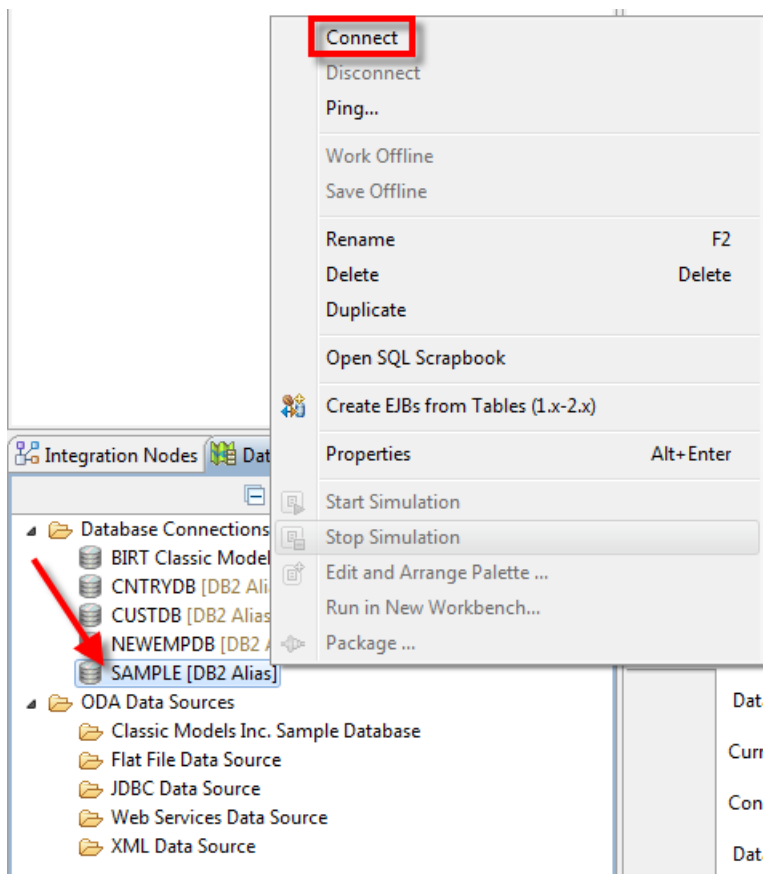 Connect
Disconnect
Ping...
Work Offline
Save Offline
Rename F2
Delete Delete
Duplicate
Open SQL Scrapbook
Create EJBs from Tables (1.x-2.x)
Properties Alt+Enter
Start Simulation
Stop Simulation
Edit and Arrange Palette ...
Run in New Workbench...
Package ...
Integration Nodes Dat
Database Connections
BIRT Classic Model
CNTRYDB [DB2 Ali
CUSTDB [DB2 Alias
NEWEMPDB [DB2 A
SAMPLE [DB2 Alias]
ODA Data Sources
Classic Models Inc. Sample Database
Flat File Data Source
JDBC Data Source
Web Services Data Source
XML Data Source
Dat
Curr
Con
Dat